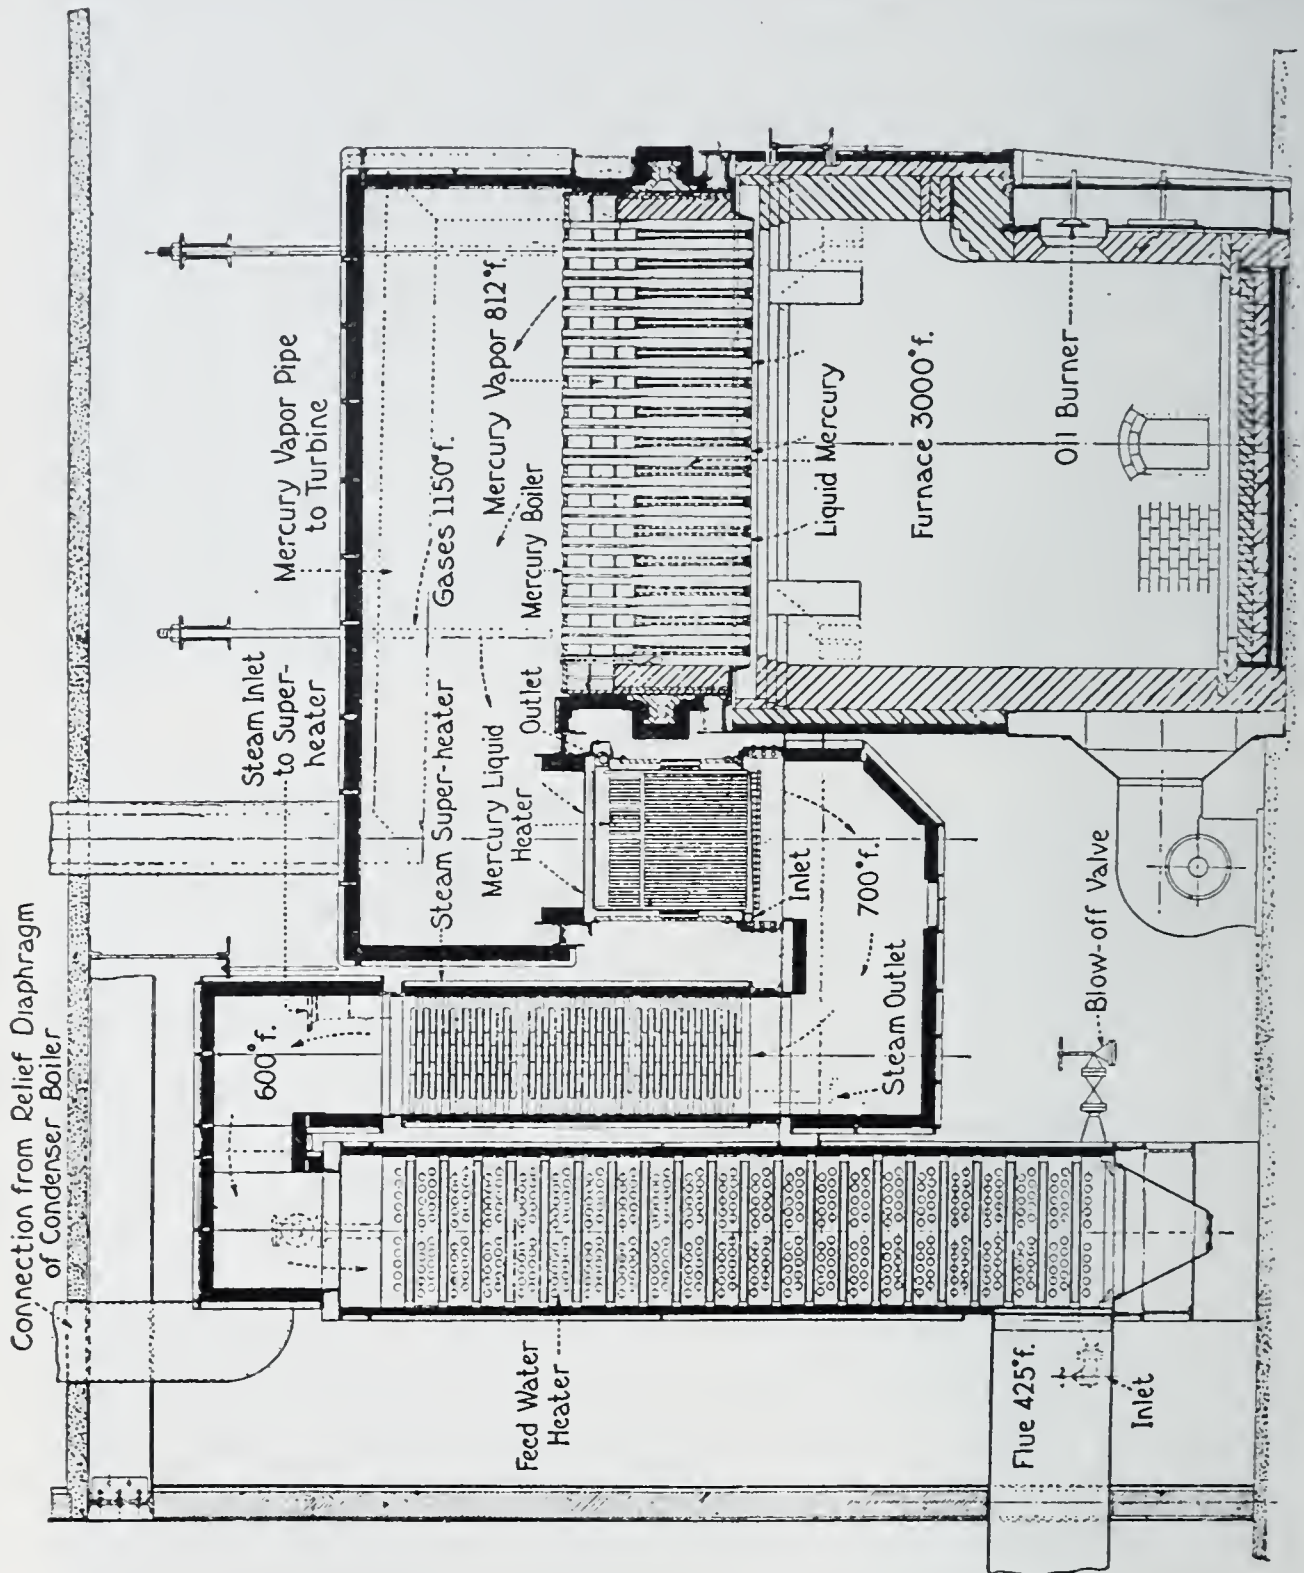 Connection from Relief Diaphragm
of Condenser Boiler
Steam Inlet
to Super-
heater
Mercury Vapor Pipe
to Turbine
600°f.
Gases 1150°f.
Steam Super-heater
Mercury Liquid
Heater
Outlet
Mercury Boiler
Mercury Vapor 812°f.
Feed Water
Heater
Inlet
Liquid Mercury
700°f.
Steam Outlet
Furnace 3000°f.
Flue 425°f.
Inlet
Blow-off Valve
Oil Burner